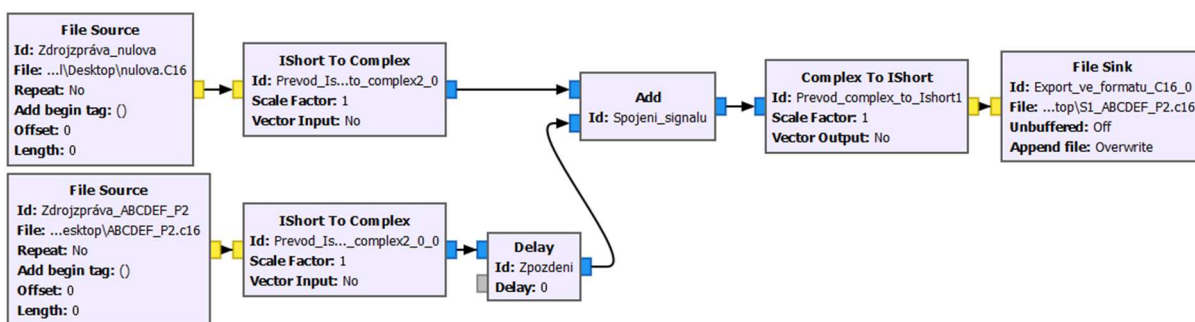 File Source
Id: Zdrojzpráva_nulova
File: ...l\Desktop\nulova.C16
Repeat: No
Add begin tag: ()
Offset: 0
Length: 0
IShort To Complex
Id: Prevod_Is...to_complex2_0
Scale Factor: 1
Vector Input: No
Add
Id: Spojeni_signalu
Complex To IShort
Id: Prevod_complex_to_Ishort1
Scale Factor: 1
Vector Output: No
File Sink
Id: Export_ve_formatu_C16_0
File: ...top\S1_ABCDEF_P2.c16
Unbuffered: Off
Append file: Overwrite
File Source
Id: Zdrojzpráva_ABCDEF_P2
File: ...esktop\ABCDEF_P2.c16
Repeat: No
Add begin tag: ()
Offset: 0
Length: 0
IShort To Complex
Id: Prevod_Is..._complex2_0_0
Scale Factor: 1
Vector Input: No
Delay
Id: Zpozdeni
Delay: 0